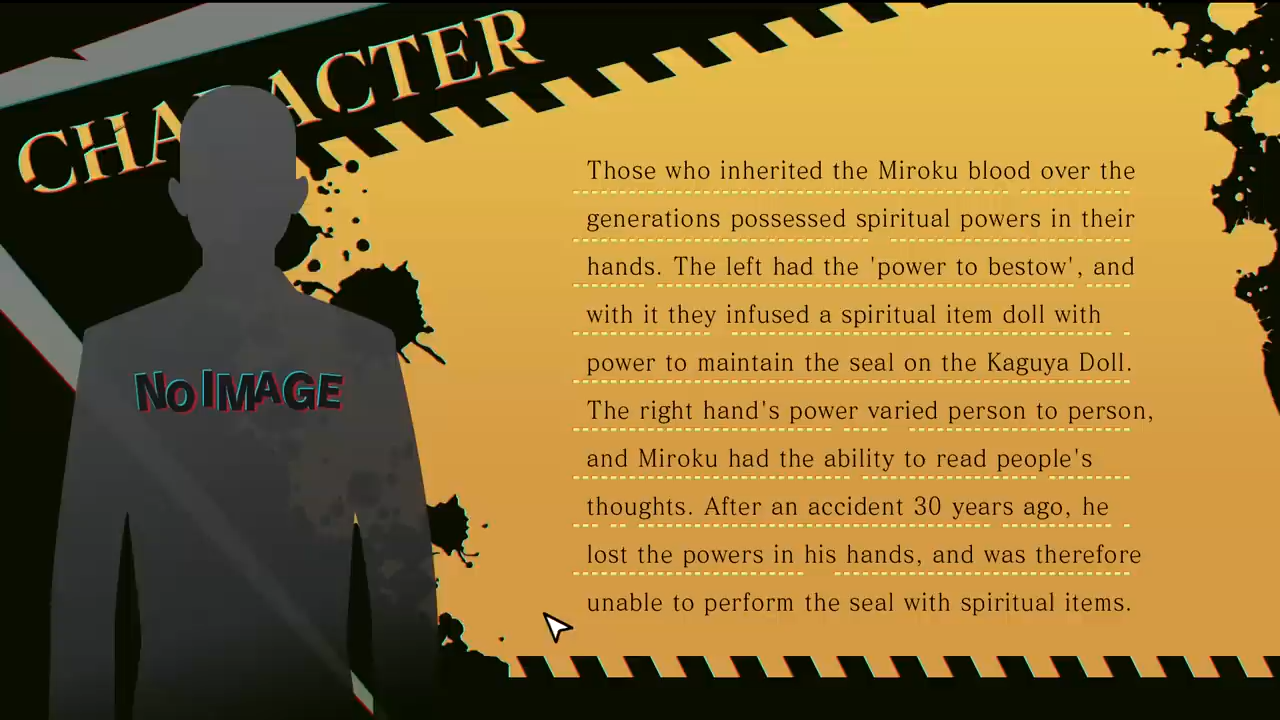 CHARACTER
Those who inherited the Miroku blood over the
generations possessed spiritual powers in their
hands. The left had the 'power to bestow', and
with it they infused a spiritual item doll with
power to maintain the seal on the Kaguya Doll.
The right hand's power varied person to person,
and Miroku had the ability to read people's
thoughts. After an accident 30 years ago, he
lost the powers in his hands, and was therefore
unable to perform the seal with spiritual items.
No IMAGE